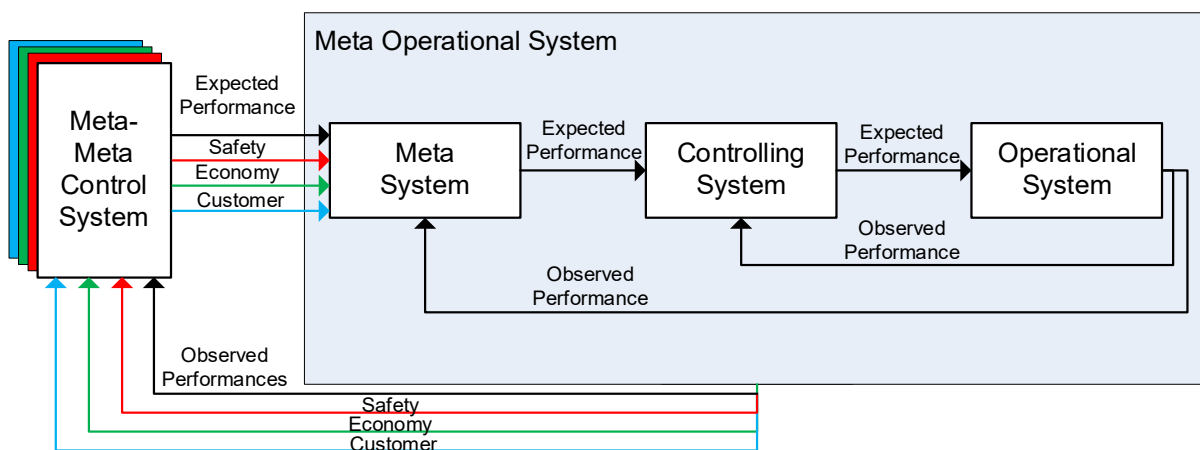 Meta Operational System
Expected
Performance
Meta-
Meta
Control
System
Safety
Economy
Customer
Meta
System
Expected
Performance
Controlling
System
Expected
Performance
Operational
System
Observed
Performance
Observed
Performance
Observed
Performances
Safety
Economy
Customer